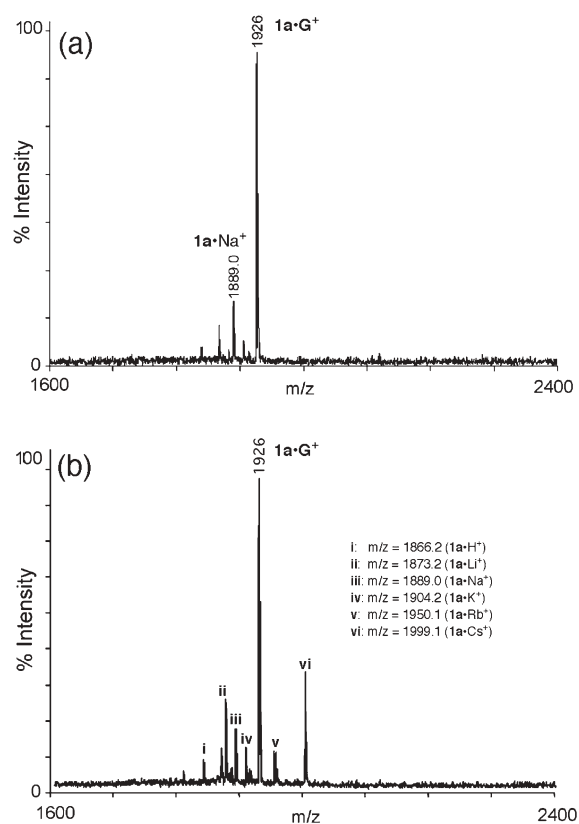 100
(a)
1926
1a•G+
% Intensity
1a•Na+
1889.0
0
1600
m/z
2400
100
(b)
1926
1a•G+
% Intensity
i: m/z = 1866.2 (1a•H+)
ii: m/z = 1873.2 (1a•Li+)
iii: m/z = 1889.0 (1a•Na+)
iv: m/z = 1904.2 (1a•K+)
v: m/z = 1950.1 (1a•Rb+)
vi: m/z = 1999.1 (1a•Cs+)
vi
ii
iii
iv
v
i
0
1600
m/z
2400